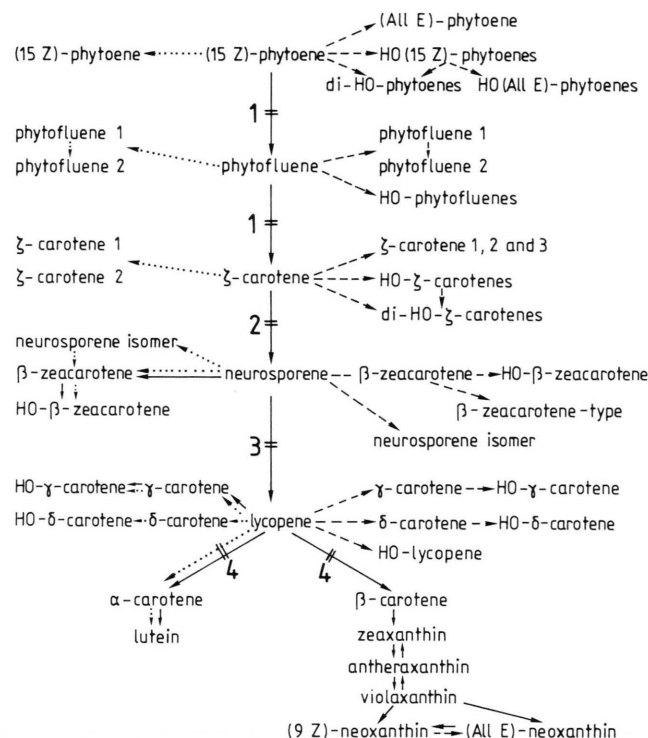 (All E)-phytoene
(15 Z)-phytoene (15 Z)-phytoene HO(15 Z)-phytoenes
di-HO-phytoenes HO(All E)-phytoenes
1
phytofluene 1 phytofluene 1
phytofluene 2 phytofluene phytofluene 2
HO-phytofluenes
1
ζ-carotene 1 ζ-carotene 1, 2 and 3
ζ-carotene 2 ζ-carotene HO-ζ-carotenes
di-HO-ζ-carotenes
2
neurosporene isomer
β-zeacarotene neurosporene β-zeacarotene HO-β-zeacarotene
HO-β-zeacarotene β-zeacarotene-type
neurosporene isomer
3
HO-γ-carotene γ-carotene γ-carotene HO-γ-carotene
HO-δ-carotene δ-carotene lycopene δ-carotene HO-δ-carotene
HO-lycopene
4 4
α-carotene β-carotene
lutein zeaxanthin
antheraxanthin
violaxanthin
(9 Z)-neoxanthin (All E)-neoxanthin